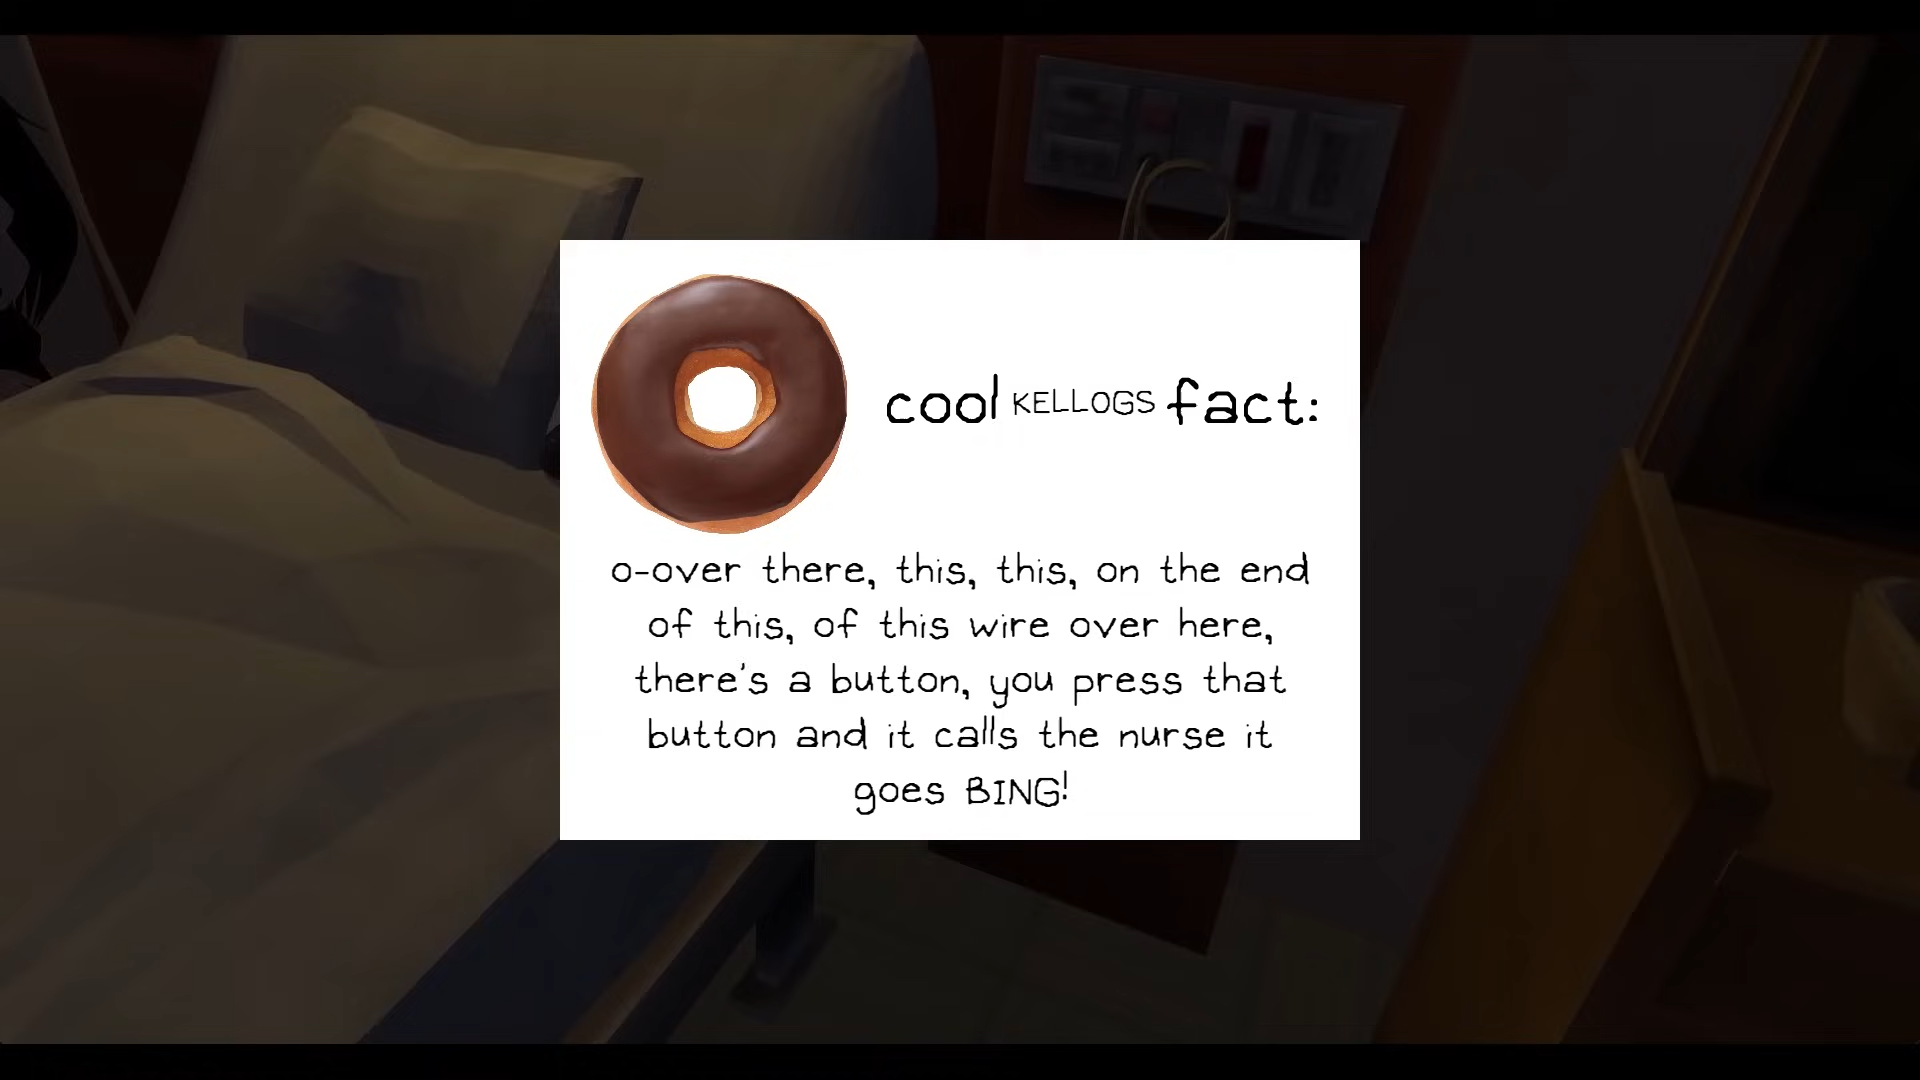 cool KELLOGS fact:
o-over there, this, this, on the end
of this, of this wire over here,
there's a button, you press that
button and it calls the nurse it
goes BING!